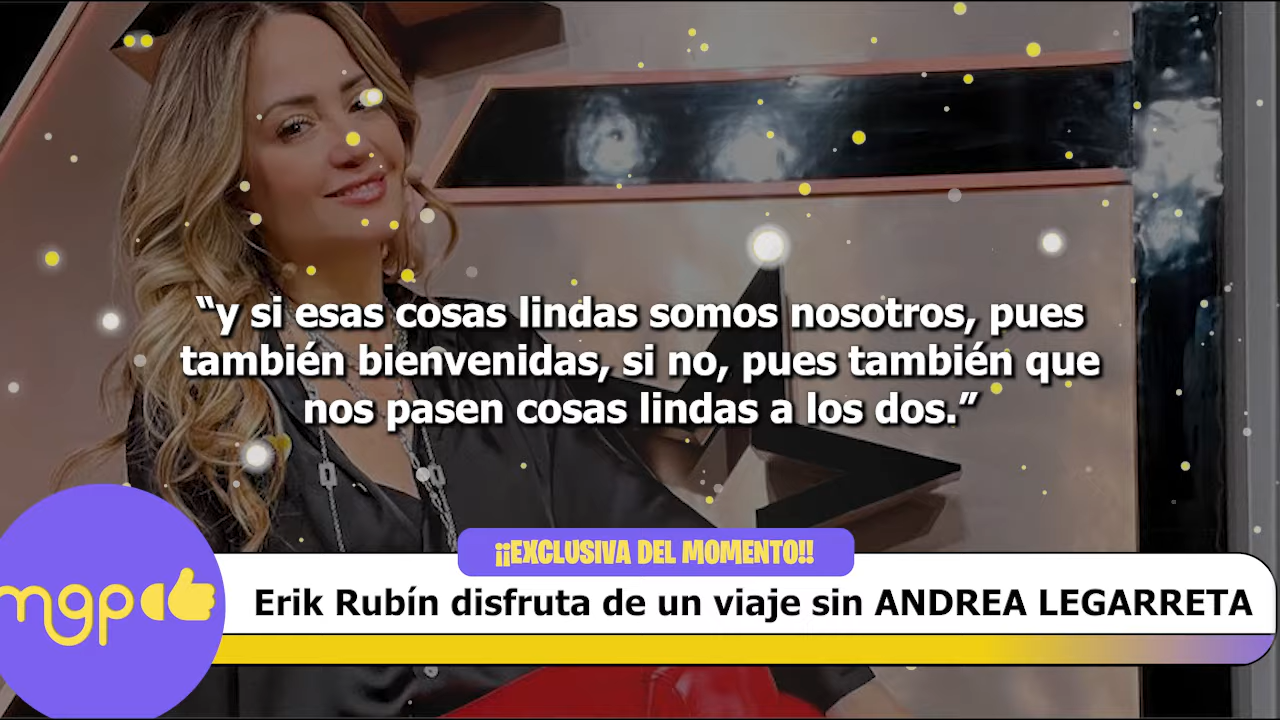 “y si esas cosas lindas somos nosotros, pues
también bienvenidas, si no, pues también que
nos pasen cosas lindas a los dos.”
¡¡EXCLUSIVA DEL MOMENTO!!
mgp
Erik Rubín disfruta de un viaje sin ANDREA LEGARRETA